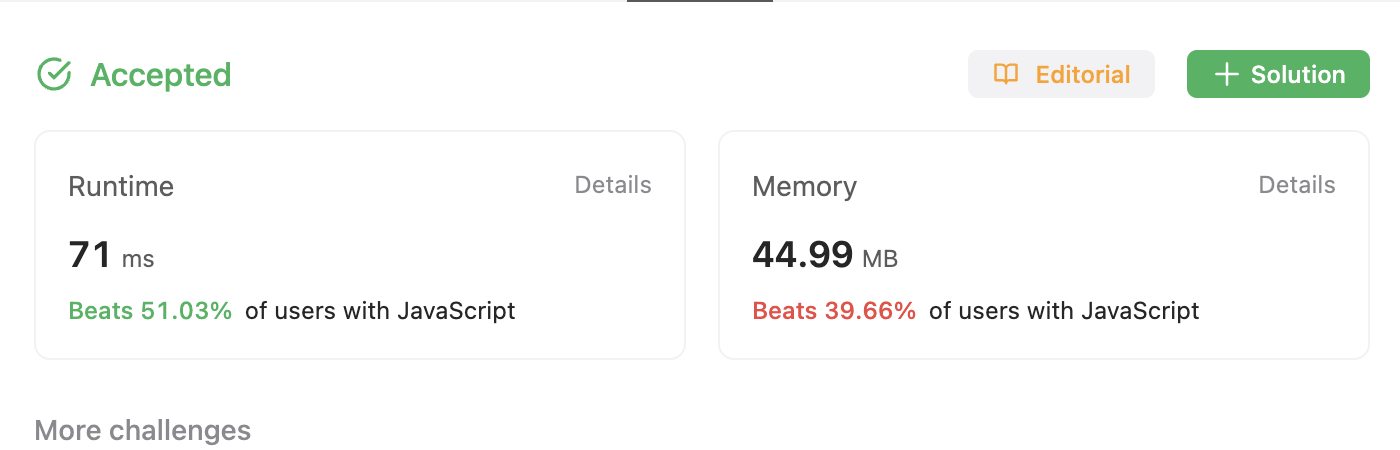 Accepted
Editorial
Solution
Runtime
Details
71 ms
Beats 51.03% of users with JavaScript
Memory
Details
44.99 MB
Beats 39.66% of users with JavaScript
More challenges